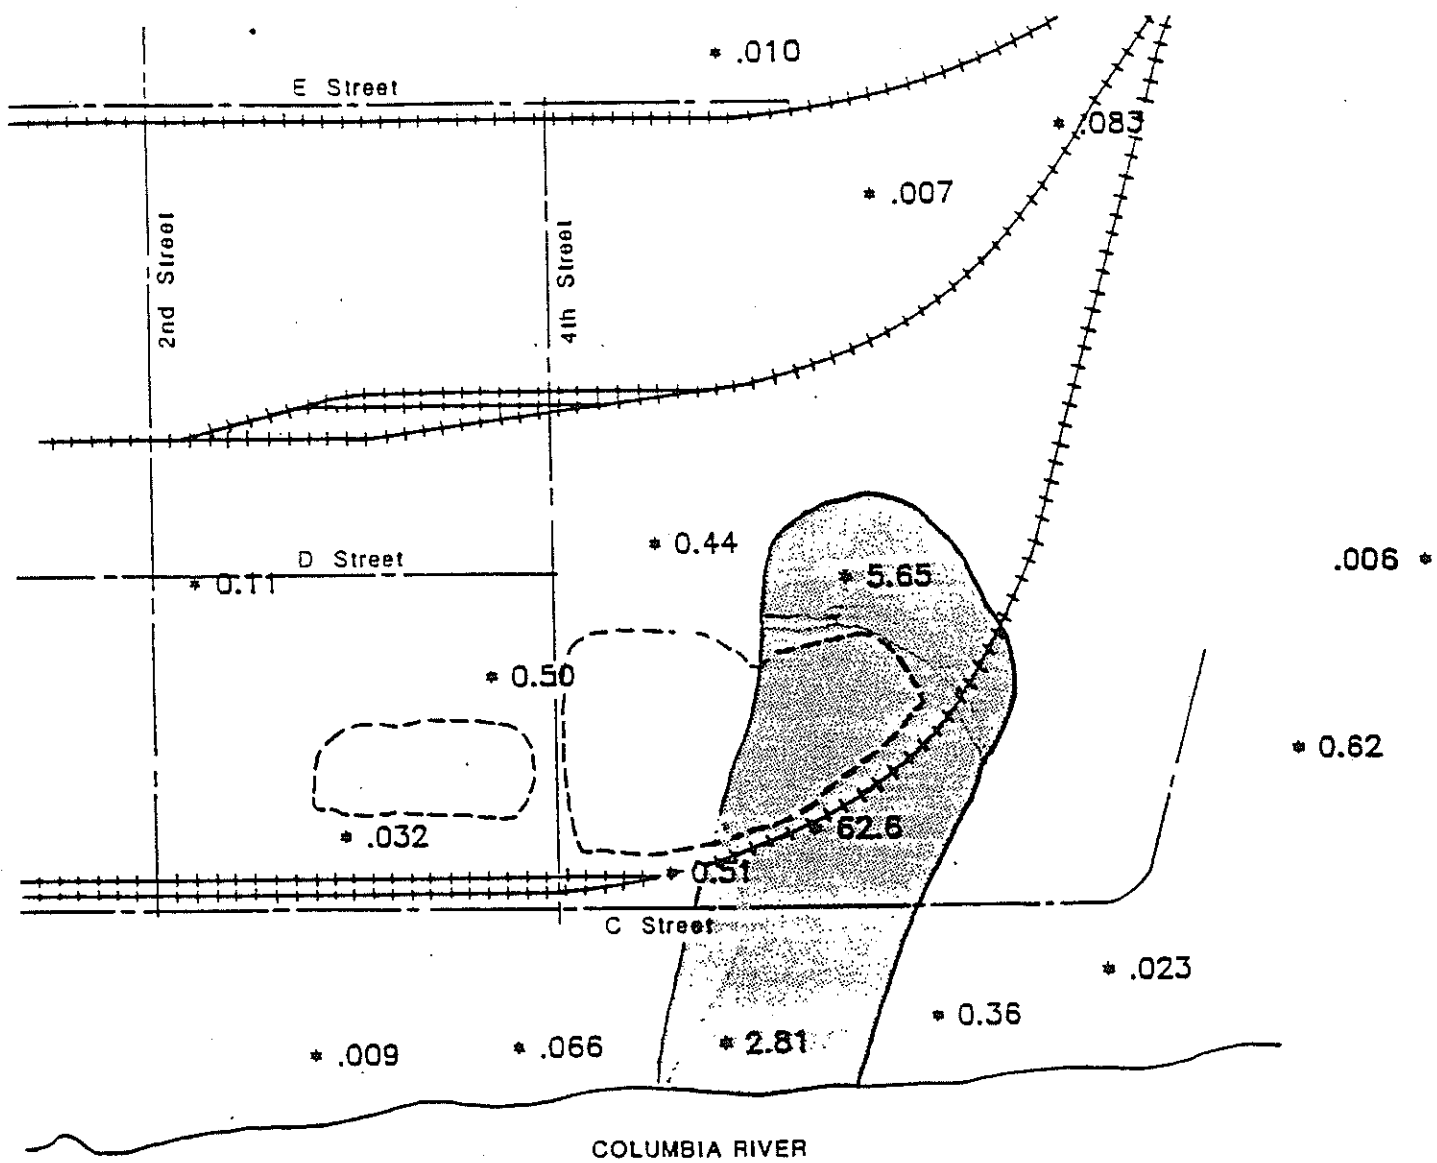 * .010
E Street
* .083
* .007
2nd Street
4th Street
* 0.44
D Street
* 0.11
* 5.65
.006 *
* 0.50
* 0.62
* .032
* 62.6
* 0.51
C Street
* .023
* 0.36
* .009
* .066
* 2.81
COLUMBIA RIVER